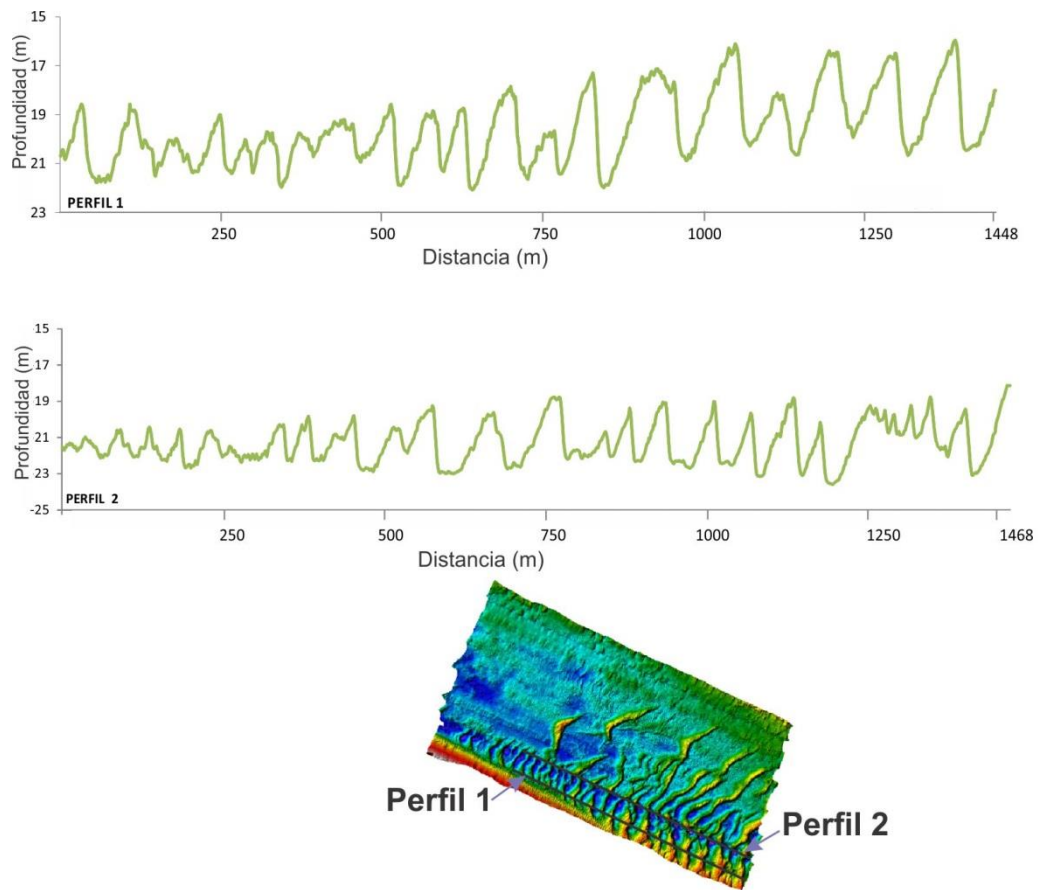 15
17
19
21
23
Profundidad (m)
PERFIL 1
250
500
750
1000
1250
1448
Distancia (m)
15
17
19
21
23
-25
Profundidad (m)
PERFIL 2
250
500
750
1000
1250
1468
Distancia (m)
Perfil 1
Perfil 2